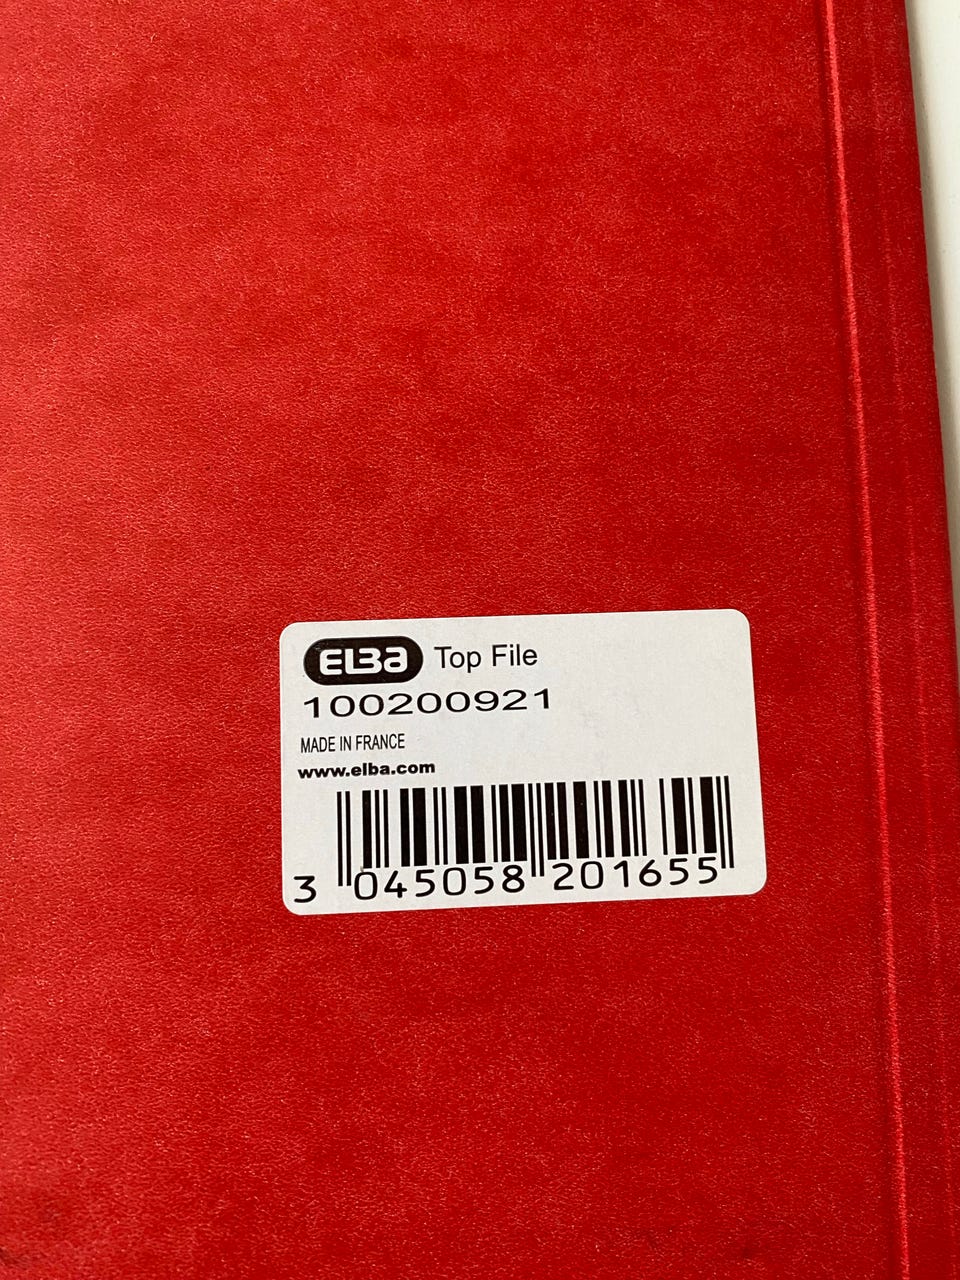 ELBA Top File
100200921
MADE IN FRANCE
www.elba.com
3 045058 201655